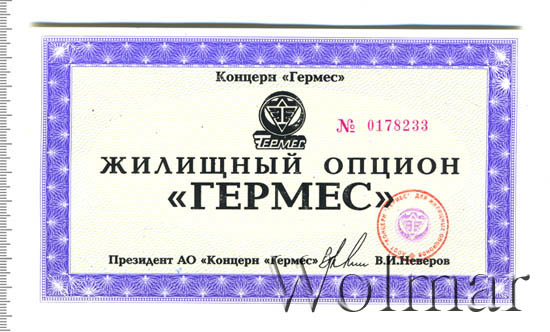 Концерн «Гермес»
ГЕРМЕС
№ 0178233
ЖИЛИЩНЫЙ ОПЦИОН
«ГЕРМЕС»
Президент АО «Концерн «Гермес» В.И.Неверов
Wolmar